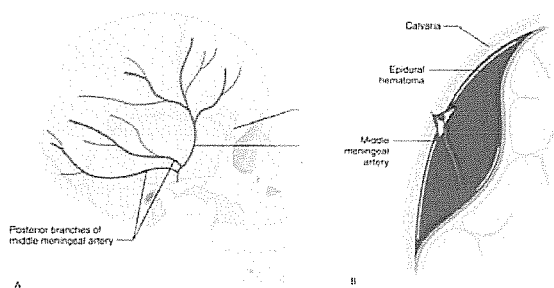 Calvaria
Epidural
hematoma
Middle
meningeal
artery
Posterior branches of
middle meningeal artery
A
B